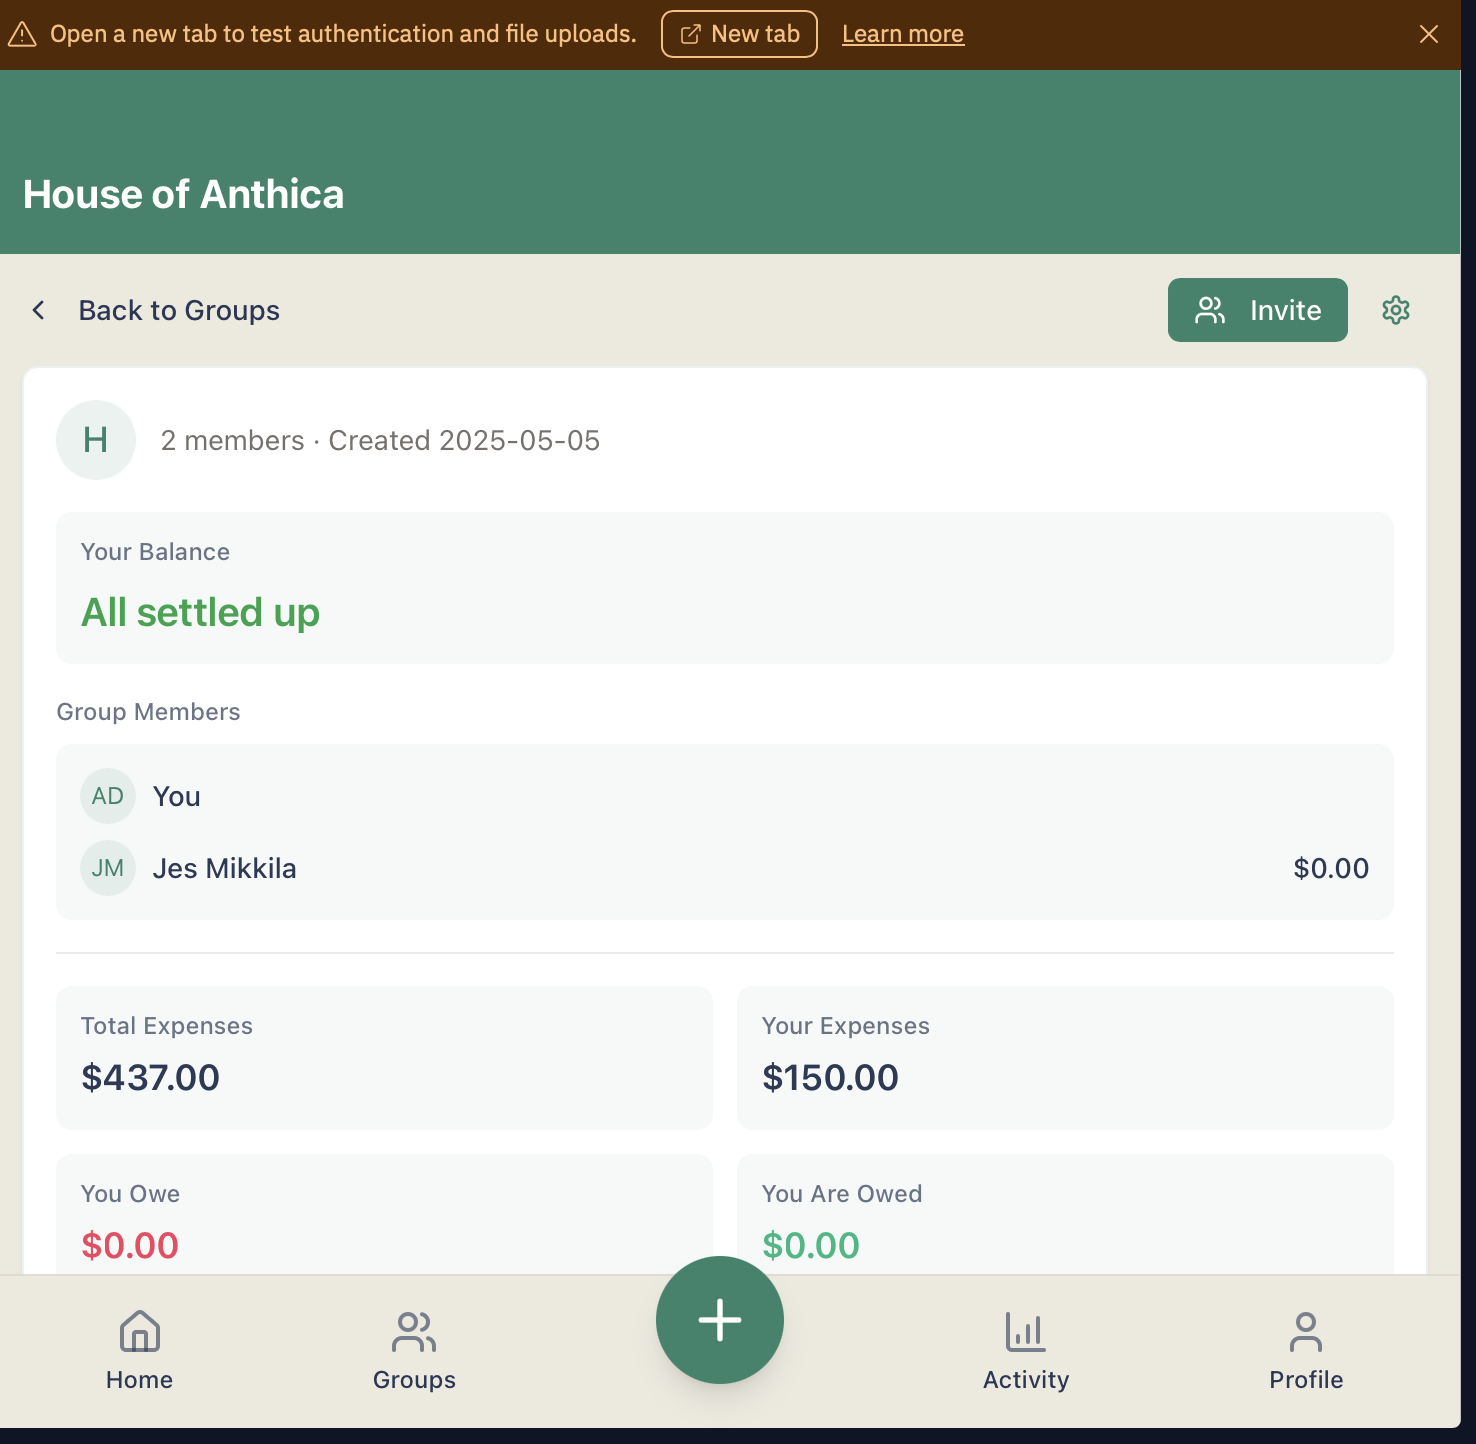 Open a new tab to test authentication and file uploads. New tab Learn more
House of Anthica
Back to Groups Invite
H 2 members · Created 2025-05-05
Your Balance
All settled up
Group Members
AD You
JM Jes Mikkila $0.00
Total Expenses
$437.00
Your Expenses
$150.00
You Owe
$0.00
You Are Owed
$0.00
Home Groups Activity Profile